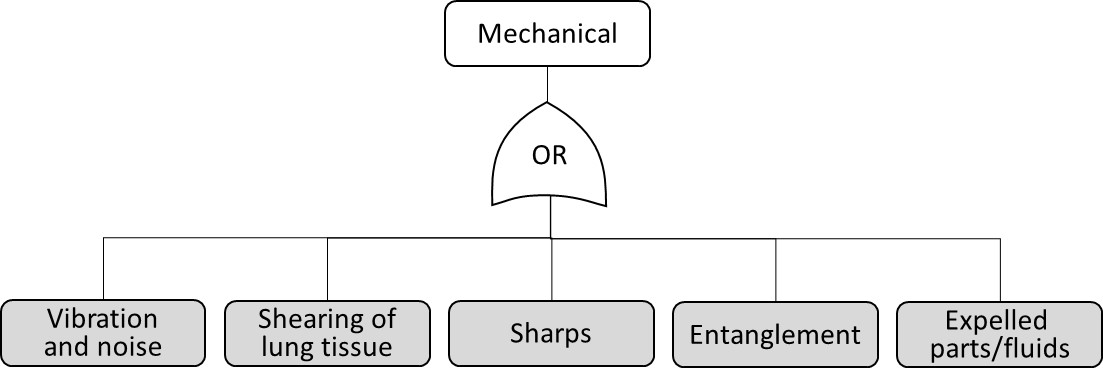 Mechanical
OR
Vibration
and noise
Shearing of
lung tissue
Sharps
Entanglement
Expelled
parts/fluids